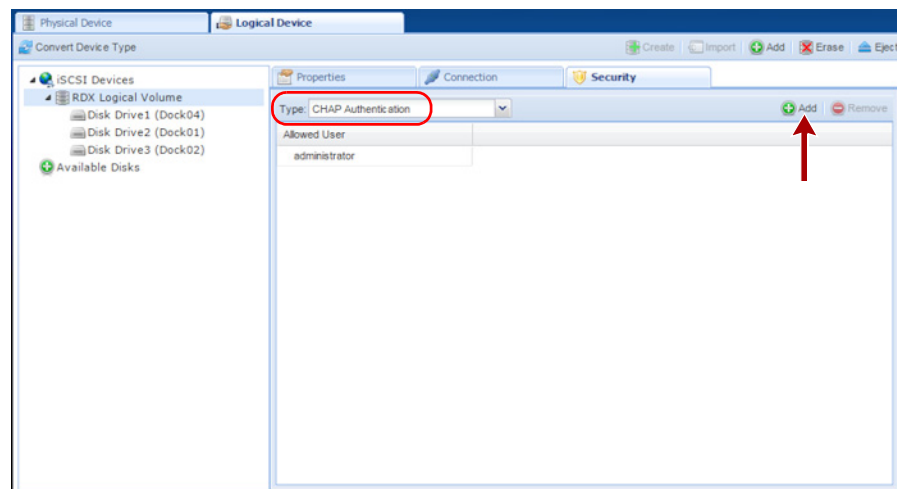 Physical Device
Logical Device
Convert Device Type
Create
Import
Add
Erase
Eject
iSCSI Devices
RDX Logical Volume
Disk Drive1 (Dock04)
Disk Drive2 (Dock01)
Disk Drive3 (Dock02)
Available Disks
Properties
Connection
Security
Type: CHAP Authentication
Add
Remove
Allowed User
administrator